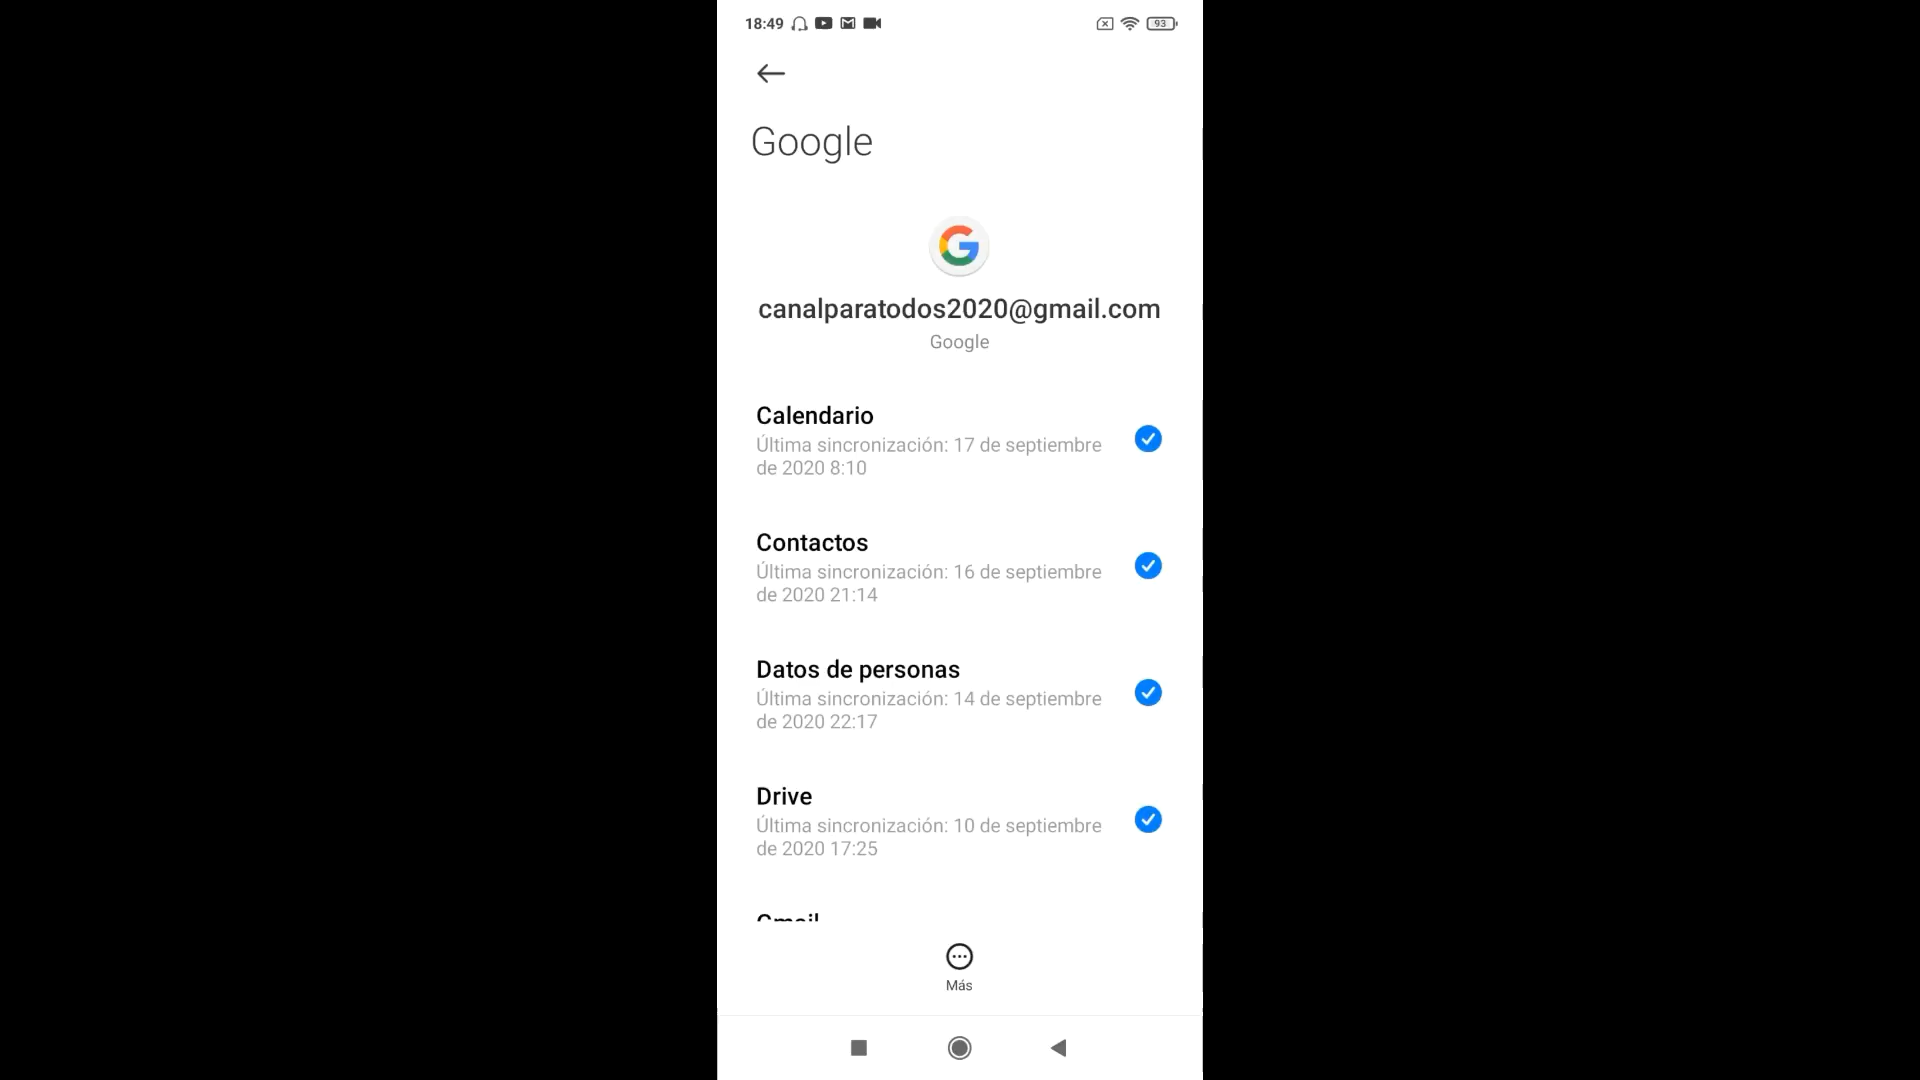 18:49
93
Google
canalparatodos2020@gmail.com
Google
Calendario
Última sincronización: 17 de septiembre
de 2020 8:10
Contactos
Última sincronización: 16 de septiembre
de 2020 21:14
Datos de personas
Última sincronización: 14 de septiembre
de 2020 22:17
Drive
Última sincronización: 10 de septiembre
de 2020 17:25
Gmail
Más